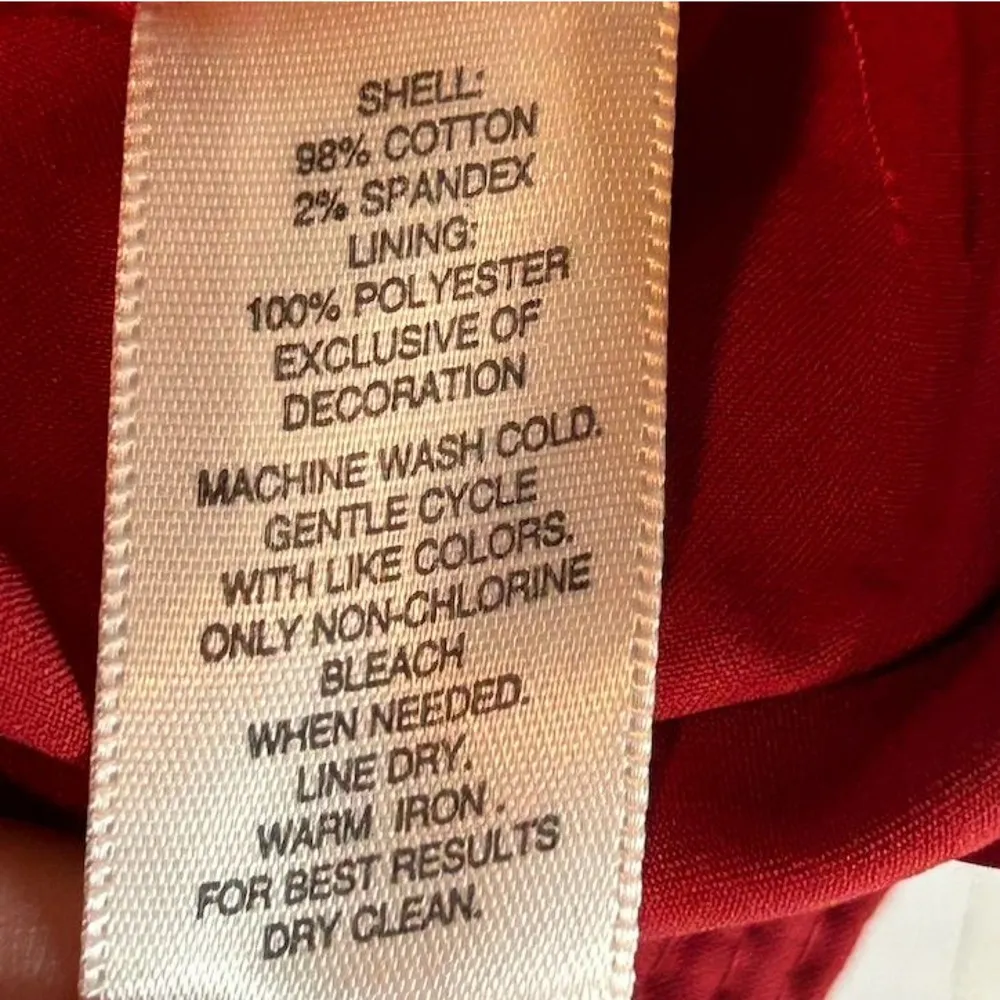 SHELL:
98% COTTON
2% SPANDEX
LINING:
100% POLYESTER
EXCLUSIVE OF
DECORATION
MACHINE WASH COLD.
GENTLE CYCLE
WITH LIKE COLORS.
ONLY NON-CHLORINE
BLEACH
WHEN NEEDED.
LINE DRY.
WARM IRON.
FOR BEST RESULTS
DRY CLEAN.